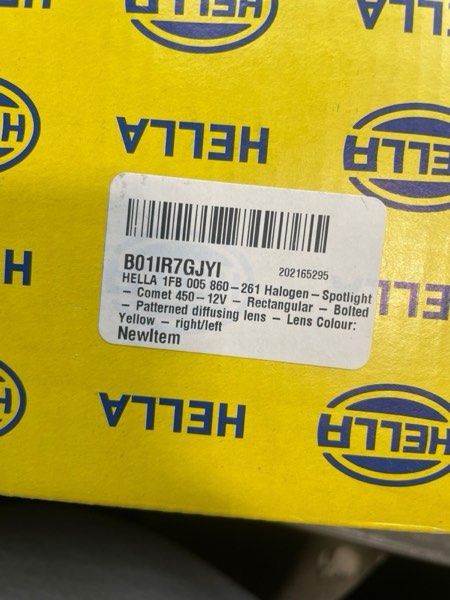 HELLA
HELLA
HELLA
HELLA
B01IR7GJYI
202165295
HELLA 1FB 005 860-261 Halogen-Spotlight
- Comet 450-12V - Rectangular - Bolted
- Patterned diffusing lens - Lens Colour:
Yellow - right/left
NewItem
HELLA
HELLA